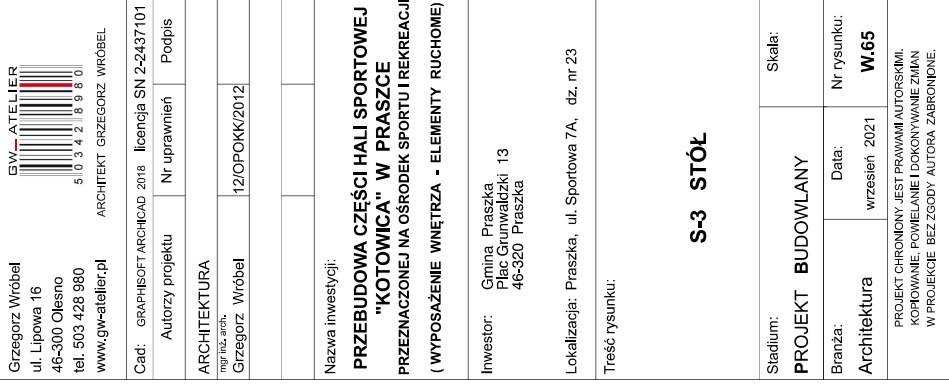 Grzegorz Wróbel
ul. Lipowa 16
46-300 Olesno
tel. 503 428 980
www.gw-atelier.pl
GW_ATELIER
5 0 3 4 2 8 9 8 0
ARCHITEKT GRZEGORZ WRÓBEL
Cad: GRAPHISOFT ARCHICAD 2018 licencja SN 2-2437101
Autorzy projektu Nr uprawnień Podpis
ARCHITEKTURA
mgr inż. arch.
Grzegorz Wróbel 12/OPOKK/2012
Nazwa inwestycji:
PRZEBUDOWA CZĘŚCI HALI SPORTOWEJ
"KOTOWICA" W PRASZCE
PRZEZNACZONEJ NA OŚRODEK SPORTU I REKREACJI
( WYPOSAŻENIE WNĘTRZA - ELEMENTY RUCHOME)
Inwestor: Gmina Praszka
Plac Grunwaldzki 13
46-320 Praszka
Lokalizacja: Praszka, ul. Sportowa 7A, dz. nr 23
Treść rysunku:
S-3 STÓŁ
Stadium: Skala:
PROJEKT BUDOWLANY
Branża: Data: Nr rysunku:
Architektura wrzesień 2021 W.65
PROJEKT CHRONIONY JEST PRAWAMI AUTORSKIMI.
KOPIOWANIE, POWIELANIE I DOKONYWANIE ZMIAN
W PROJEKCIE BEZ ZGODY AUTORA ZABRONIONE.